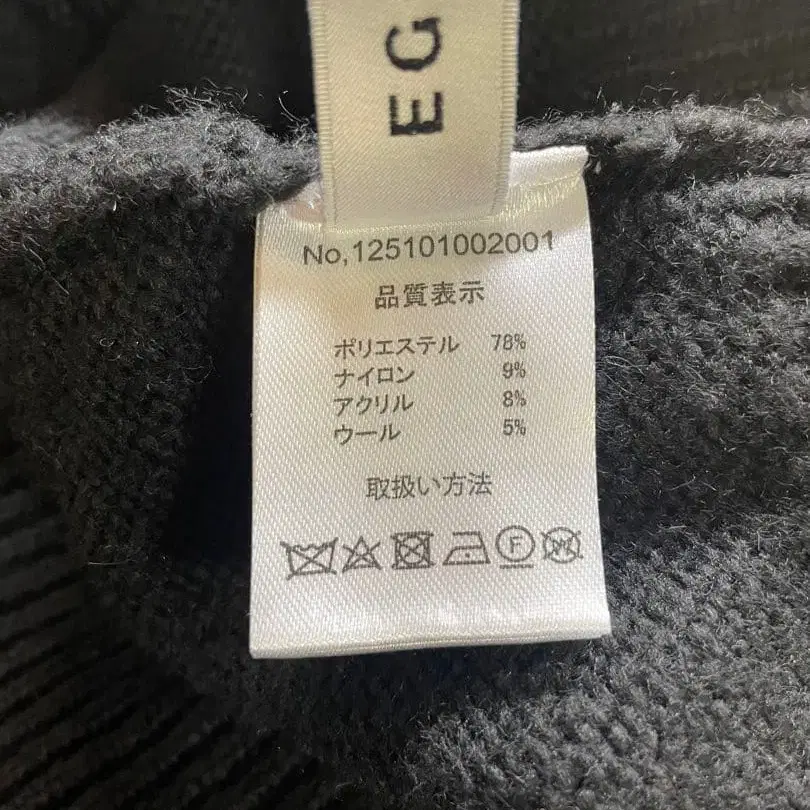 EG
No,125101002001
品質表示
ポリエステル 78%
ナイロン 9%
アクリル 8%
ウール 5%
取扱い方法
F
W